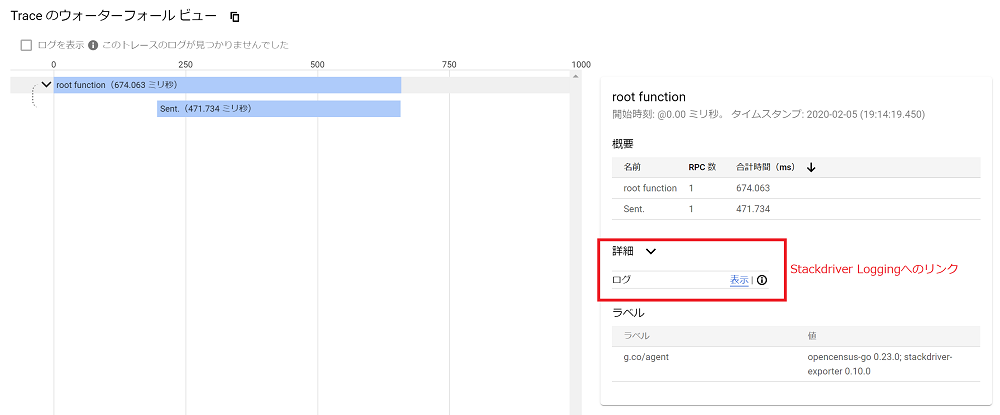 Trace のウォーターフォール ビュー
ログを表示 このトレースのログが見つかりませんでした
0 250 500 750 1000
root function（674.063 ミリ秒）
Sent.（471.734 ミリ秒）
root function
開始時刻: @0.00 ミリ秒。 タイムスタンプ: 2020-02-05 (19:14:19.450)
概要
名前 RPC 数 合計時間（ms）
root function 1 674.063
Sent. 1 471.734
詳細
ログ 表示 |
Stackdriver Loggingへのリンク
ラベル
ラベル 値
g.co/agent opencensus-go 0.23.0; stackdriver-
exporter 0.10.0